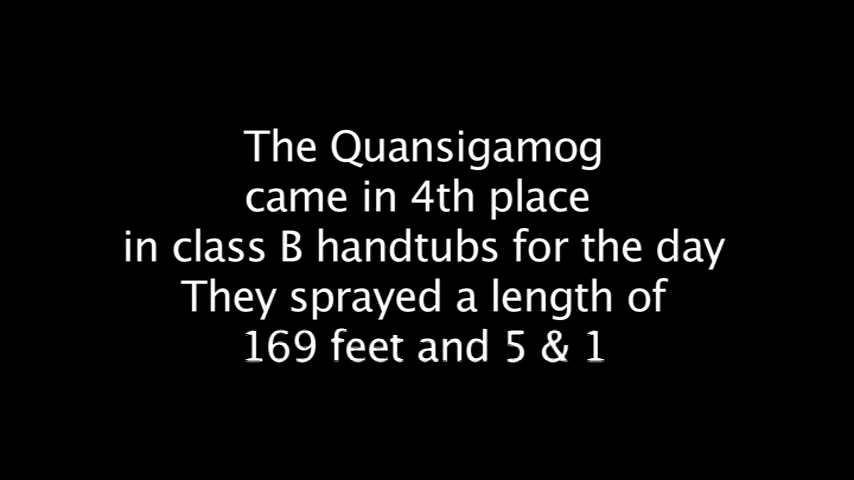 The Quansigamog
came in 4th place
in class B handtubs for the day
They sprayed a length of
169 feet and 5 & 1